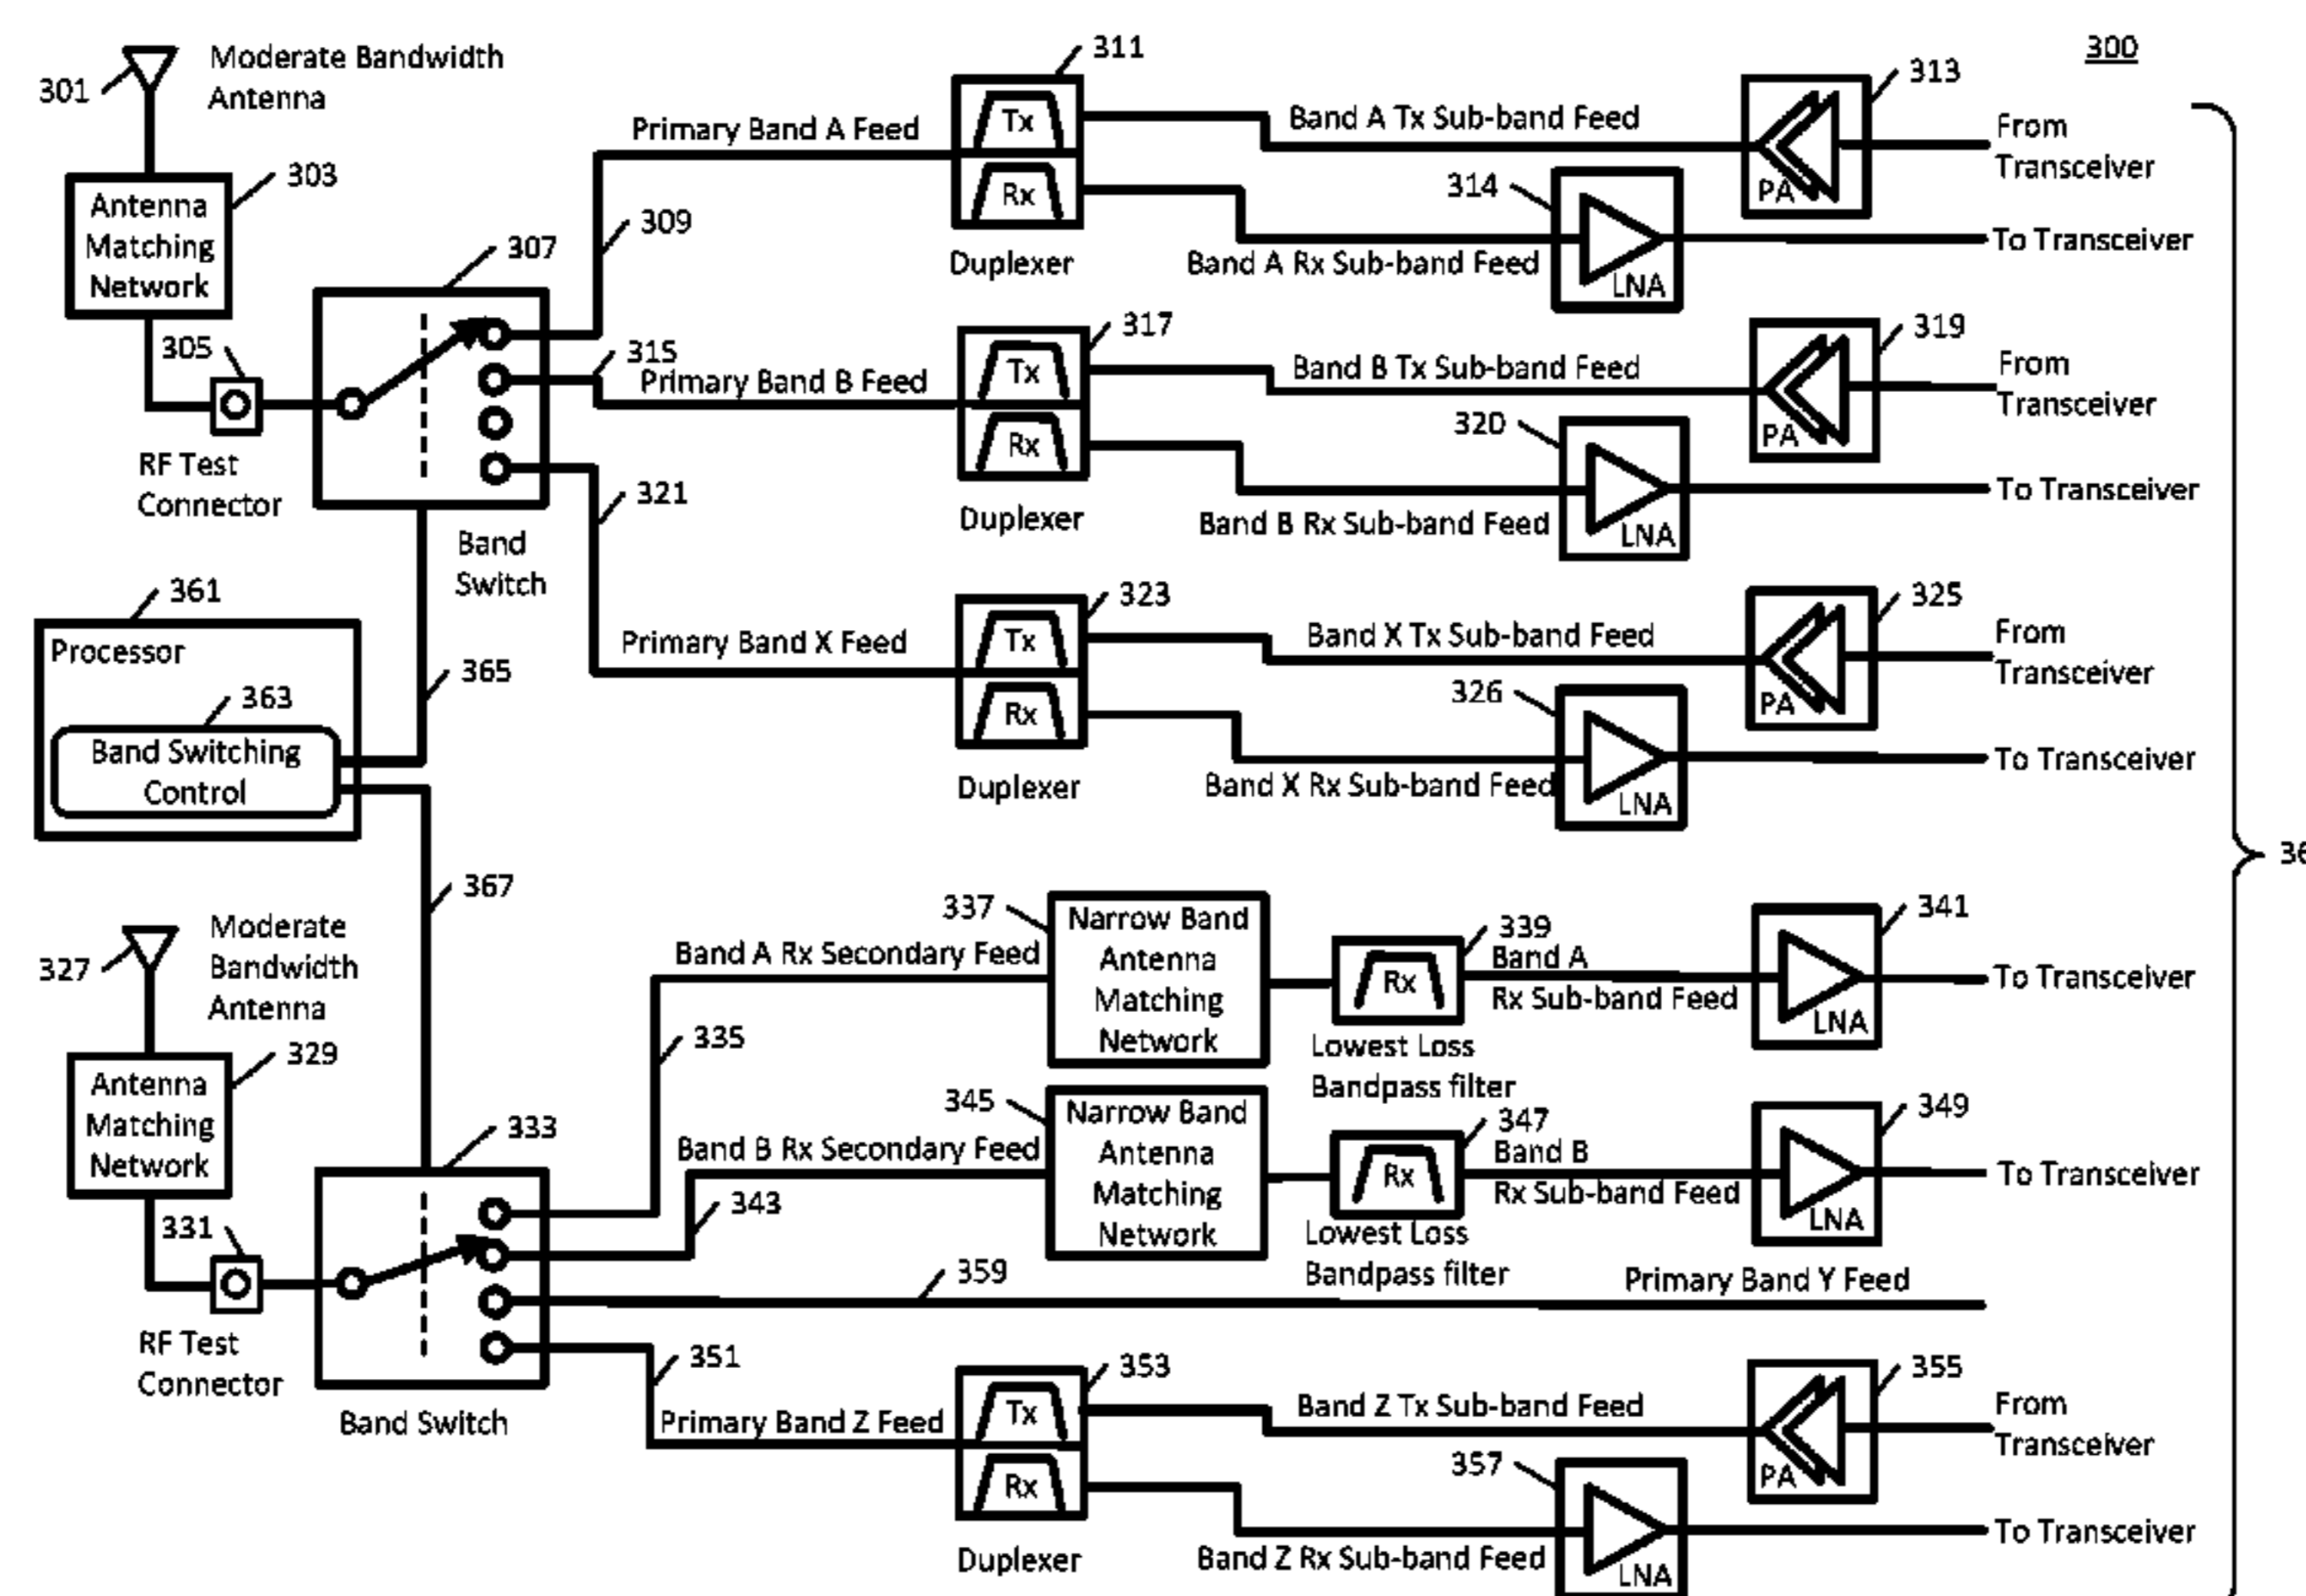 300
301
Moderate Bandwidth
Antenna
303
Antenna
Matching
Network
305
RF Test
Connector
307
Band
Switch
309
Primary Band A Feed
311
Tx
Rx
Duplexer
Band A Tx Sub-band Feed
313
PA
From
Transceiver
314
Band A Rx Sub-band Feed
LNA
To Transceiver
315
Primary Band B Feed
317
Tx
Rx
Duplexer
Band B Tx Sub-band Feed
319
PA
From
Transceiver
320
Band B Rx Sub-band Feed
LNA
To Transceiver
321
Primary Band X Feed
323
Tx
Rx
Duplexer
Band X Tx Sub-band Feed
325
PA
From
Transceiver
326
Band X Rx Sub-band Feed
LNA
To Transceiver
361
Processor
363
Band Switching
Control
365
367
327
Moderate
Bandwidth
Antenna
329
Antenna
Matching
Network
331
RF Test
Connector
333
Band Switch
335
Band A Rx Secondary Feed
337
Narrow Band
Antenna
Matching
Network
339
Rx
Lowest Loss
Bandpass filter
Band A
Rx Sub-band Feed
341
LNA
To Transceiver
343
Band B Rx Secondary Feed
345
Narrow Band
Antenna
Matching
Network
347
Rx
Lowest Loss
Bandpass filter
Band B
Rx Sub-band Feed
349
LNA
To Transceiver
359
Primary Band Y Feed
351
Primary Band Z Feed
353
Tx
Rx
Duplexer
Band Z Tx Sub-band Feed
355
PA
From
Transceiver
357
Band Z Rx Sub-band Feed
LNA
To Transceiver